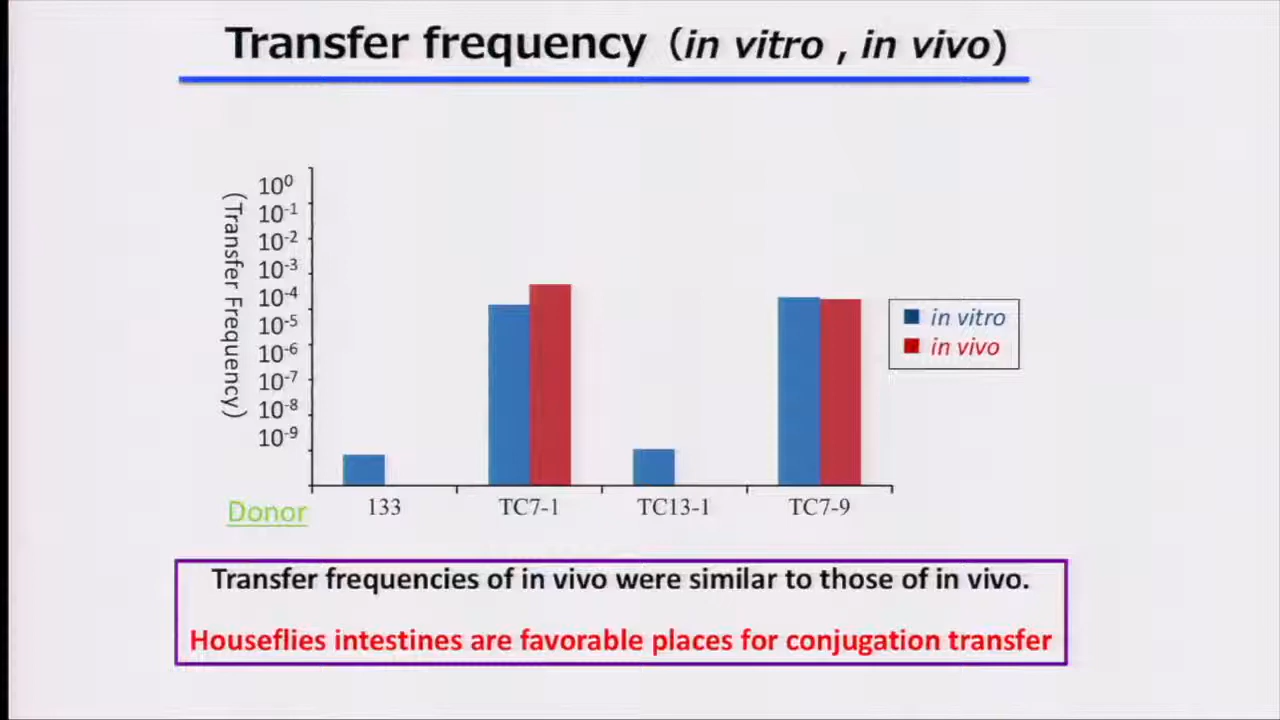 Transfer frequency (in vitro , in vivo)
(Transfer Frequency)
10⁰
10⁻¹
10⁻²
10⁻³
10⁻⁴
10⁻⁵
10⁻⁶
10⁻⁷
10⁻⁸
10⁻⁹
in vitro
in vivo
Donor 133 TC7-1 TC13-1 TC7-9
Transfer frequencies of in vivo were similar to those of in vivo.
Houseflies intestines are favorable places for conjugation transfer